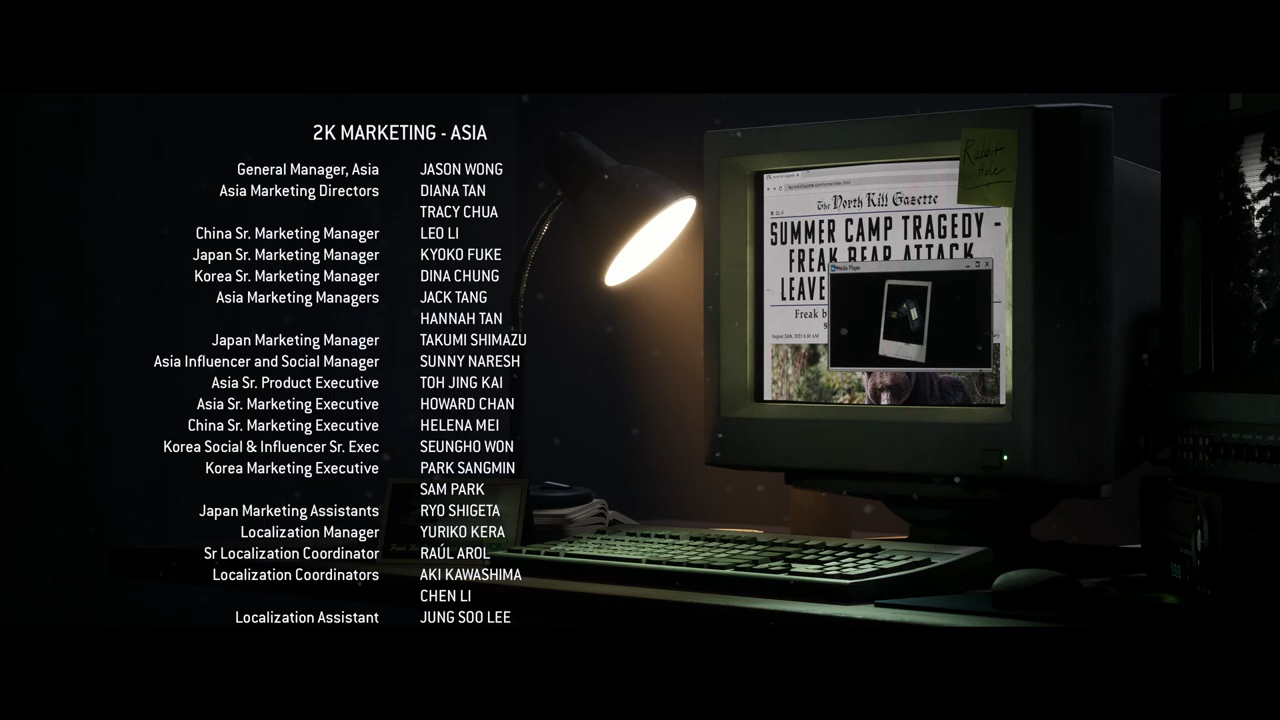 2K MARKETING - ASIA
General Manager, Asia JASON WONG
Asia Marketing Directors DIANA TAN
TRACY CHUA
China Sr. Marketing Manager LEO LI
Japan Sr. Marketing Manager KYOKO FUKE
Korea Sr. Marketing Manager DINA CHUNG
Asia Marketing Managers JACK TANG
HANNAH TAN
Japan Marketing Manager TAKUMI SHIMAZU
Asia Influencer and Social Manager SUNNY NARESH
Asia Sr. Product Executive TOH JING KAI
Asia Sr. Marketing Executive HOWARD CHAN
China Sr. Marketing Executive HELENA MEI
Korea Social & Influencer Sr. Exec SEUNGHO WON
Korea Marketing Executive PARK SANGMIN
SAM PARK
Japan Marketing Assistants RYO SHIGETA
Localization Manager YURIKO KERA
Sr Localization Coordinator RAÚL AROL
Localization Coordinators AKI KAWASHIMA
CHEN LI
Localization Assistant JUNG SOO LEE
Rabbit
Hole
The North Kill Gazette
SUMMER CAMP TRAGEDY -
FREAK BEAR ATTACK
LEAVE
Media Player
Freak b
s